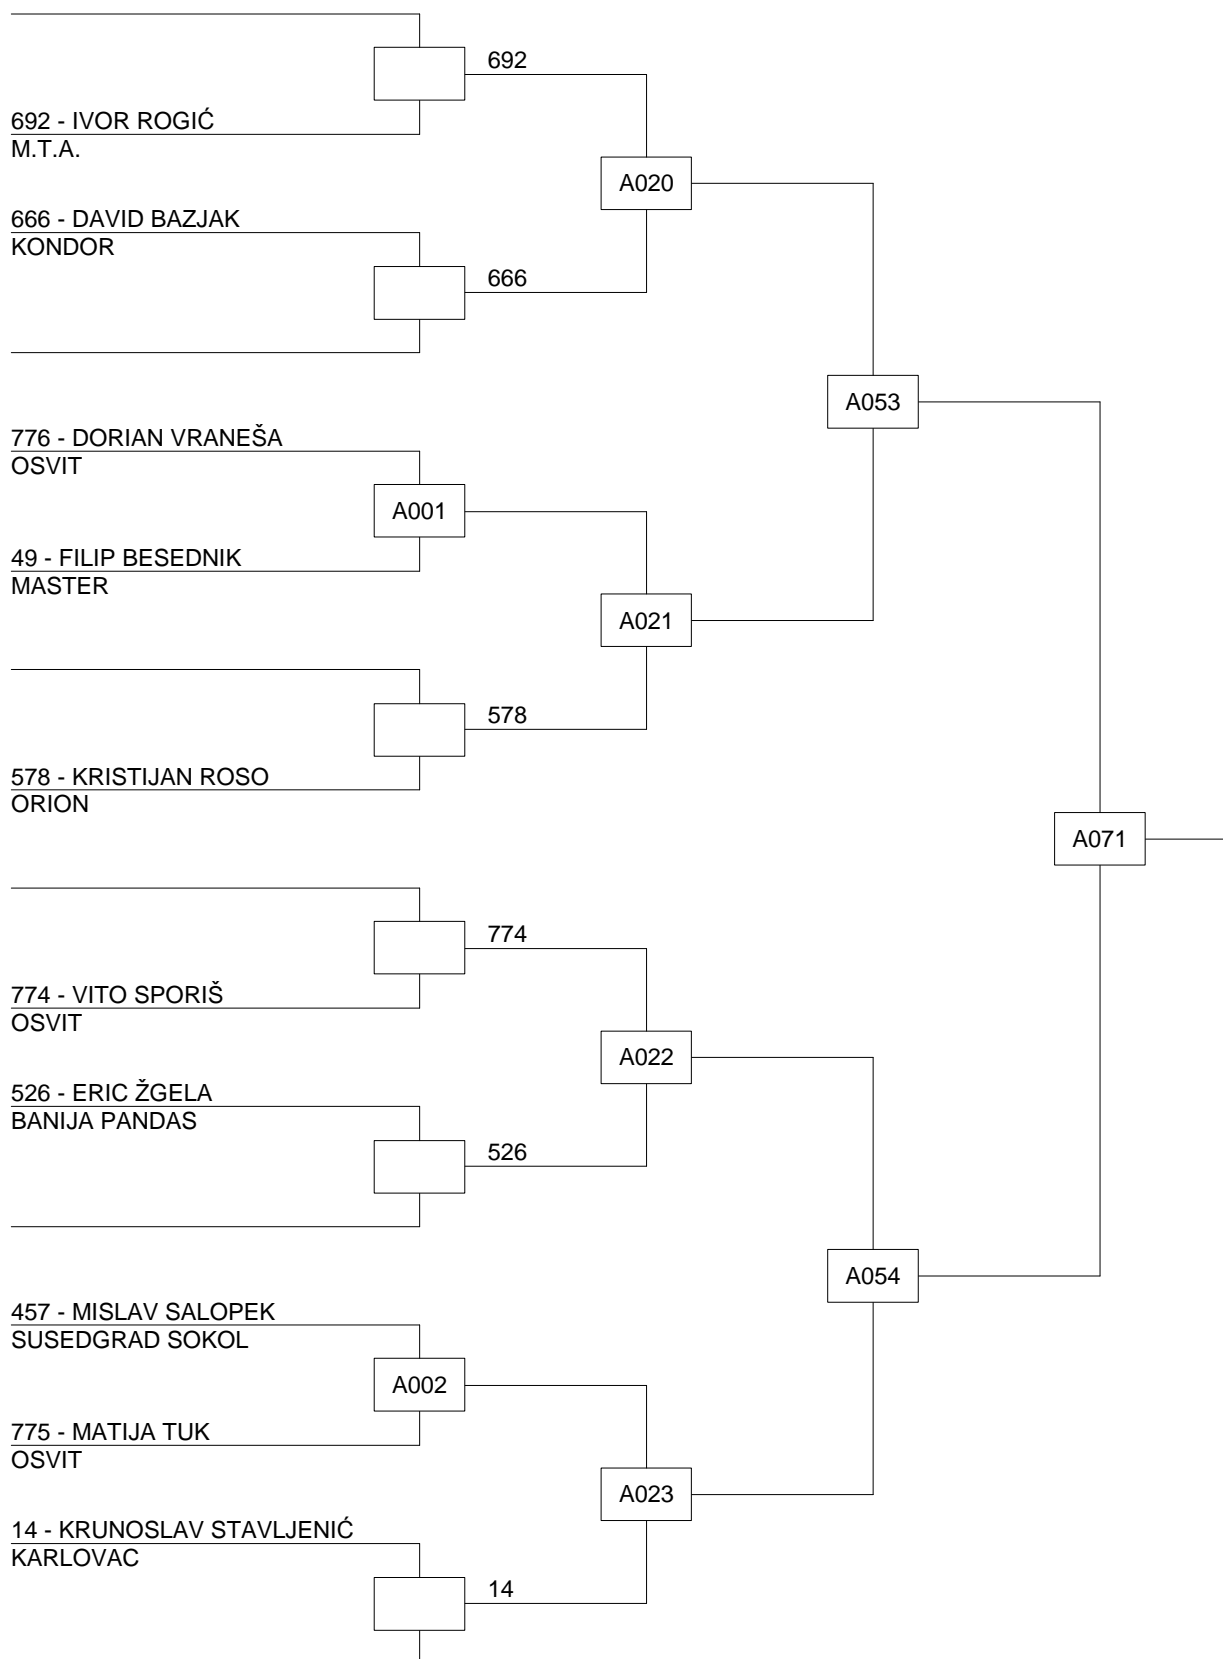 692
692 - IVOR ROGIĆ
M.T.A.
A020
666 - DAVID BAZJAK
KONDOR
666
A053
776 - DORIAN VRANEŠA
OSVIT
A001
49 - FILIP BESEDNIK
MASTER
A021
578
578 - KRISTIJAN ROSO
ORION
A071
774
774 - VITO SPORIŠ
OSVIT
A022
526 - ERIC ŽGELA
BANIJA PANDAS
526
A054
457 - MISLAV SALOPEK
SUSEDGRAD SOKOL
A002
775 - MATIJA TUK
OSVIT
A023
14 - KRUNOSLAV STAVLJENIĆ
KARLOVAC
14